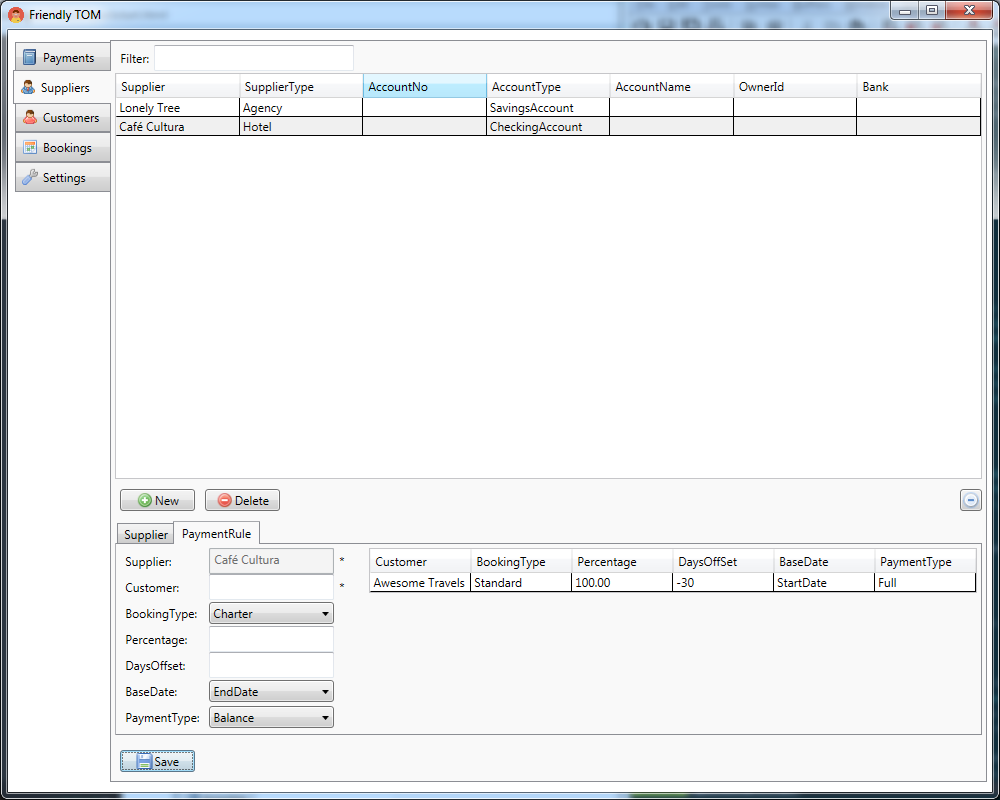 Friendly TOM
Payments
Suppliers
Customers
Bookings
Settings
Filter:
Supplier SupplierType AccountNo AccountType AccountName OwnerId Bank
Lonely Tree Agency SavingsAccount
Café Cultura Hotel CheckingAccount
New Delete
Supplier PaymentRule
Supplier: Café Cultura *
Customer: *
BookingType: Charter
Percentage:
DaysOffset:
BaseDate: EndDate
PaymentType: Balance
Customer BookingType Percentage DaysOffSet BaseDate PaymentType
Awesome Travels Standard 100.00 -30 StartDate Full
Save